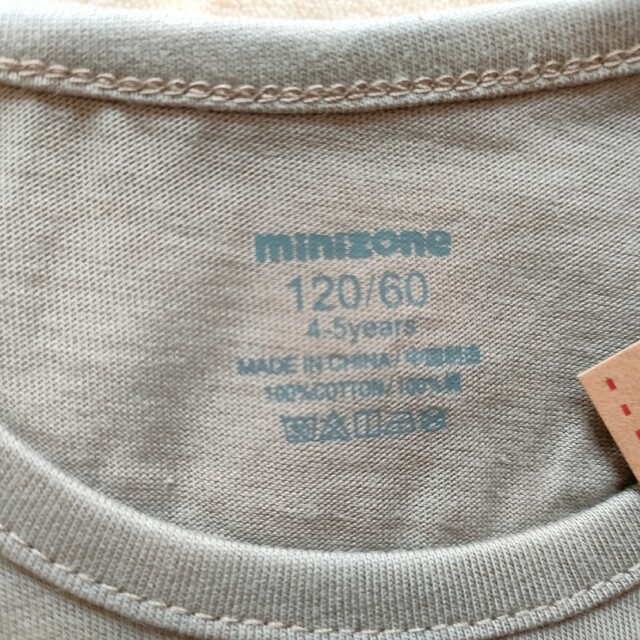 minizone
120/60
4-5years
MADE IN CHINA/中国制造
100%COTTON/100%棉